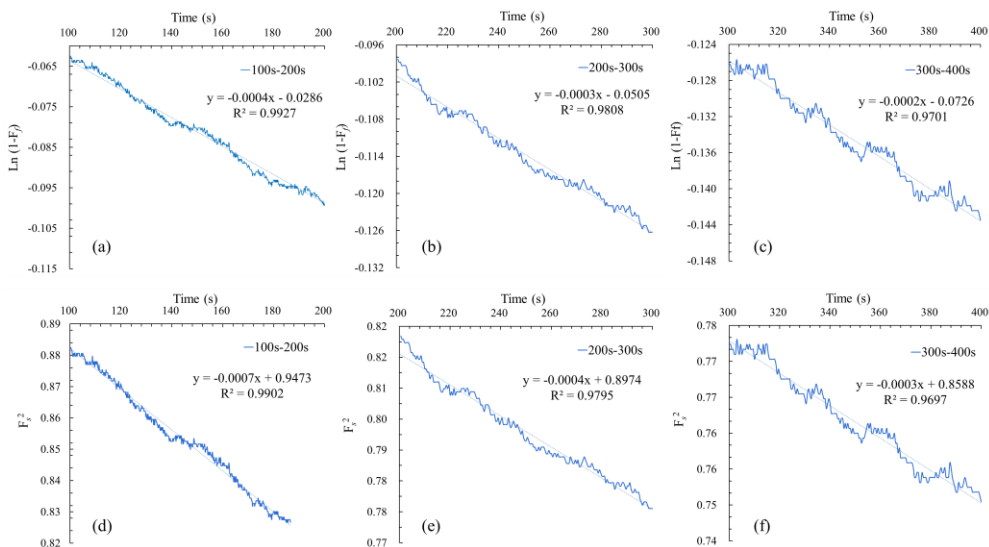 Time (s)
100 120 140 160 180 200
-0.065
-0.075
-0.085
-0.095
-0.105
-0.115
Ln (1-Ff)
100s-200s
y = -0.0004x - 0.0286
R² = 0.9927
(a)
Time (s)
200 220 240 260 280 300
-0.096
-0.102
-0.108
-0.114
-0.120
-0.126
-0.132
Ln (1-Ff)
200s-300s
y = -0.0003x - 0.0505
R² = 0.9808
(b)
Time (s)
300 320 340 360 380 400
-0.124
-0.128
-0.132
-0.136
-0.140
-0.144
-0.148
Ln (1-Ff)
300s-400s
y = -0.0002x - 0.0726
R² = 0.9701
(c)
Time (s)
100 120 140 160 180 200
0.89
0.88
0.87
0.86
0.85
0.84
0.83
0.82
Fs²
100s-200s
y = -0.0007x + 0.9473
R² = 0.9902
(d)
Time (s)
200 220 240 260 280 300
0.82
0.82
0.81
0.80
0.79
0.79
0.78
0.77
Fs²
200s-300s
y = -0.0004x + 0.8974
R² = 0.9795
(e)
Time (s)
300 320 340 360 380 400
0.78
0.77
0.77
0.76
0.76
0.75
0.74
Fs²
300s-400s
y = -0.0003x + 0.8588
R² = 0.9697
(f)